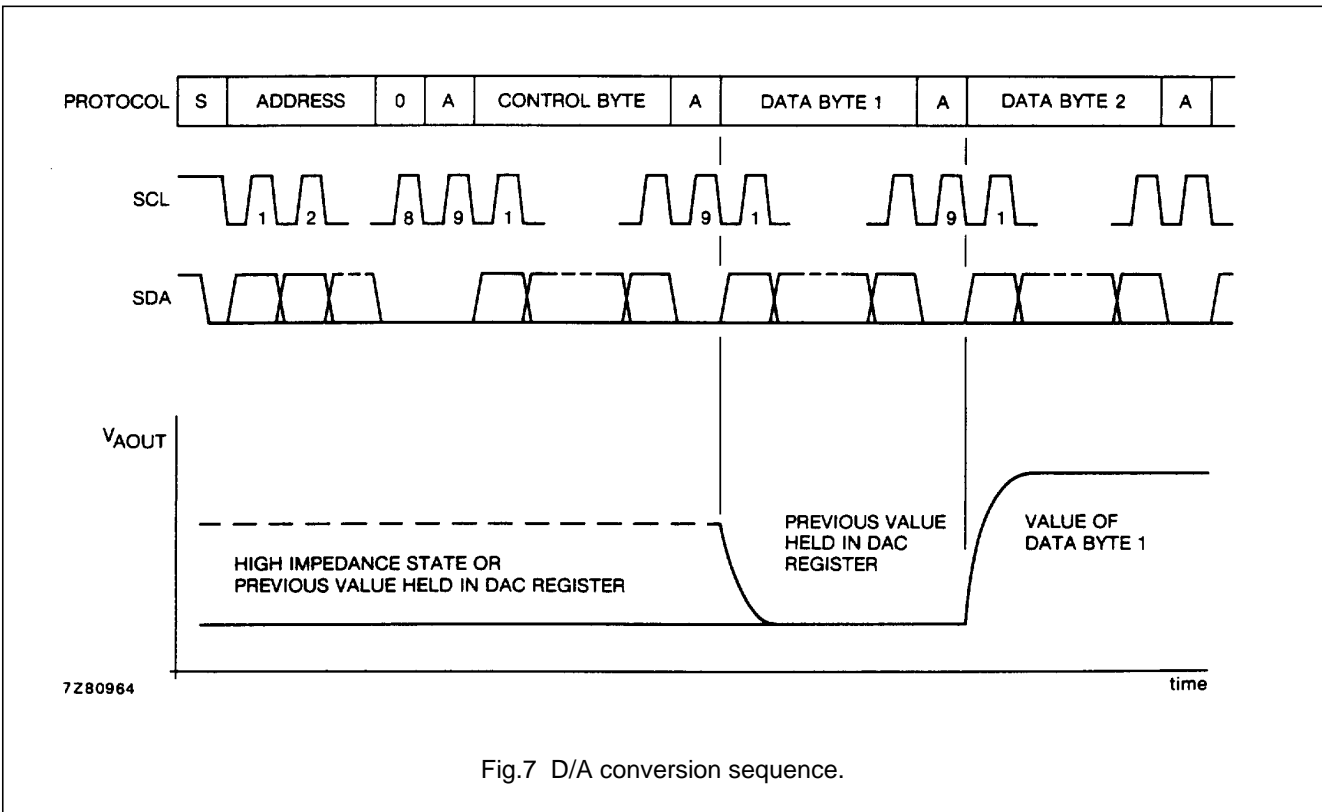 PROTOCOL S ADDRESS 0 A CONTROL BYTE A DATA BYTE 1 A DATA BYTE 2 A
SCL
1 2 8 9 1 9 1 9 1
SDA
VAOUT
HIGH IMPEDANCE STATE OR
PREVIOUS VALUE HELD IN DAC REGISTER
PREVIOUS VALUE
HELD IN DAC
REGISTER
VALUE OF
DATA BYTE 1
7Z80964
time
Fig.7 D/A conversion sequence.